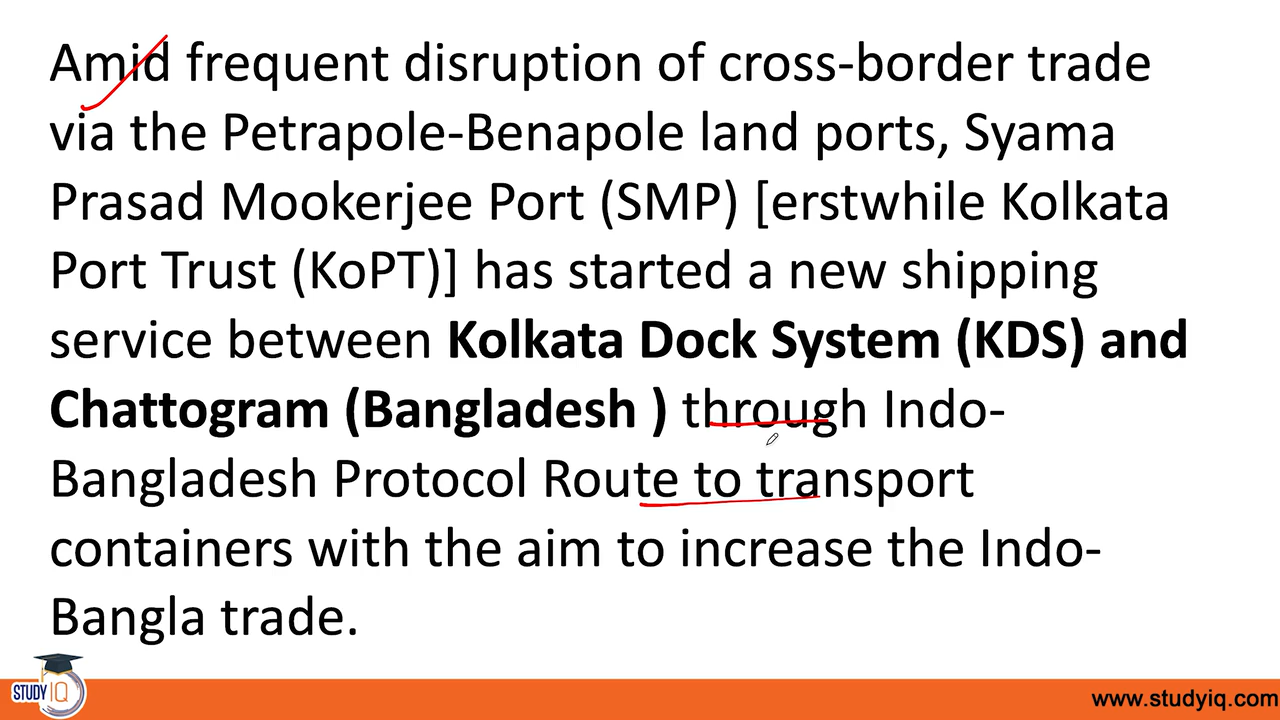 Amid frequent disruption of cross-border trade
via the Petrapole-Benapole land ports, Syama
Prasad Mookerjee Port (SMP) [erstwhile Kolkata
Port Trust (KoPT)] has started a new shipping
service between Kolkata Dock System (KDS) and
Chattogram (Bangladesh ) through Indo-
Bangladesh Protocol Route to transport
containers with the aim to increase the Indo-
Bangla trade.
STUDY IQ
www.studyiq.com